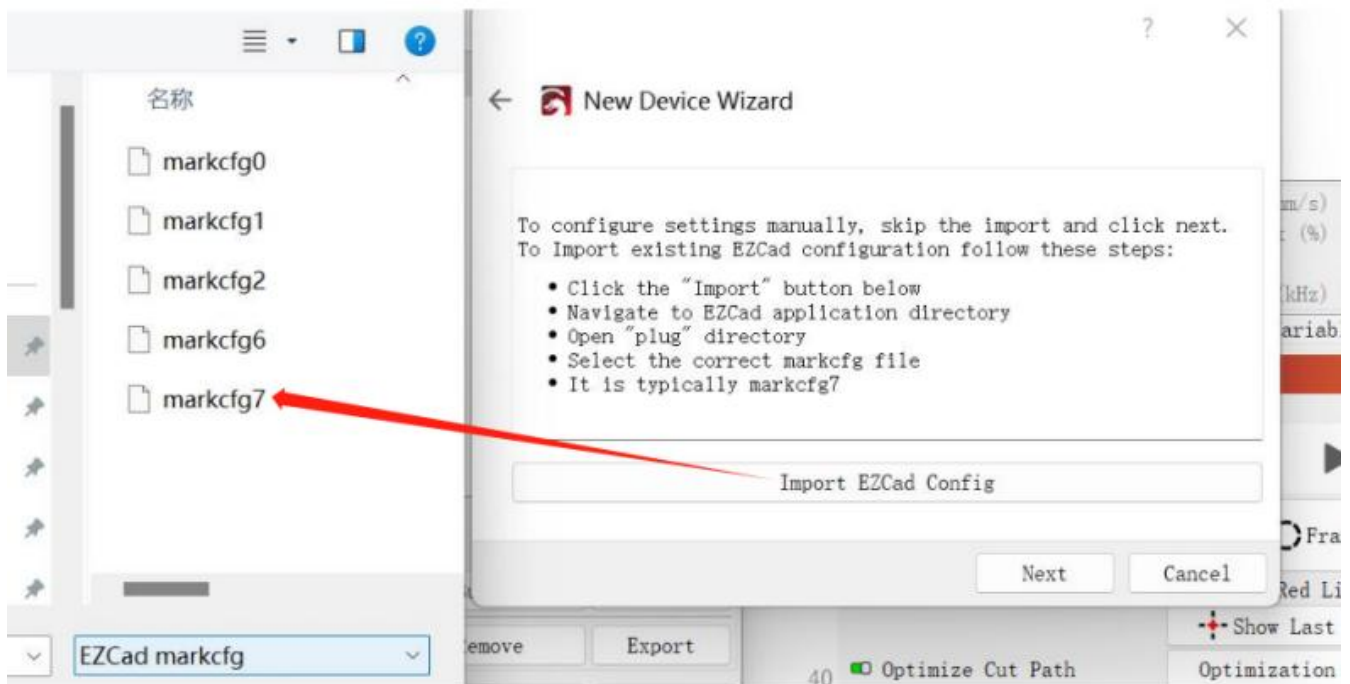 名称
markcfg0
markcfg1
markcfg2
markcfg6
markcfg7
EZCad markcfg
New Device Wizard
To configure settings manually, skip the import and click next.
To Import existing EZCad configuration follow these steps:
• Click the "Import" button below
• Navigate to EZCad application directory
• Open "plug" directory
• Select the correct markcfg file
• It is typically markcfg7
Import EZCad Config
Next
Cancel
Export
40
Optimize Cut Path
m/s)
(%)
(kHz)
Show Last
Optimization